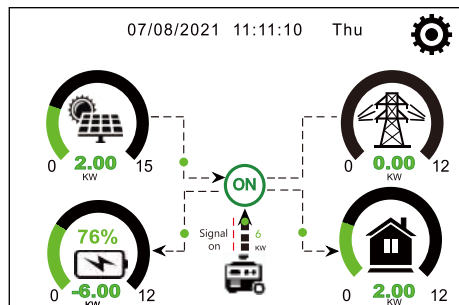 07/08/2021 11:11:10 Thu
2.00
0 KW 15
0.00
0 KW 12
ON
76%
Signal on
6
KW
-6.00
0 KW 12
2.00
0 KW 12